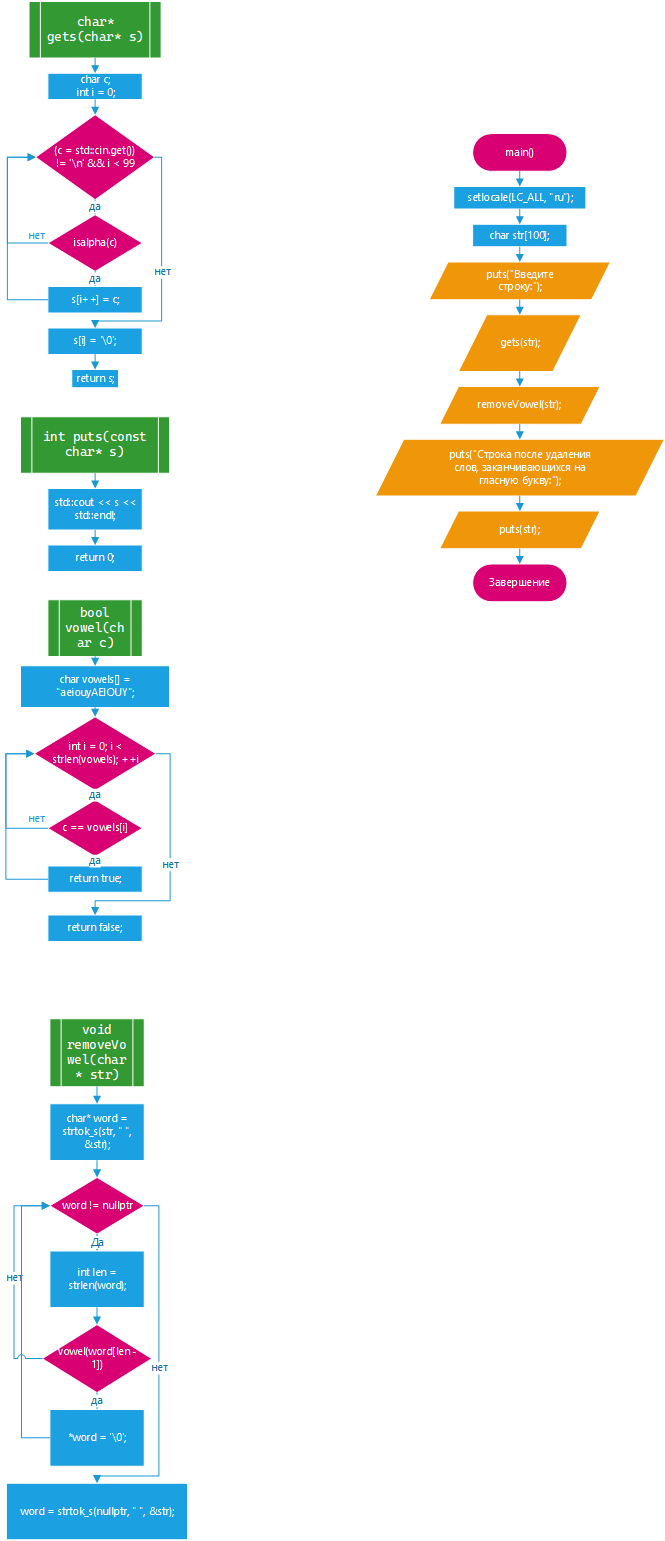 char*
gets(char* s)
char c;
int i = 0;
(c = std::cin.get())
!= '\n' && i < 99
да
нет
isalpha(c)
нет
да
s[i++] = c;
s[i] = '\0';
return s;
int puts(const
char* s)
std::cout << s <<
std::endl;
return 0;
bool
vowel(ch
ar c)
char vowels[] =
"aeiouyAEIOUY";
int i = 0; i <
strlen(vowels); ++i
да
нет
c == vowels[i]
да
нет
return true;
return false;
void
removeVo
wel(char
* str)
char* word =
strtok_s(str, " ",
&str);
word != nullptr
Да
нет
int len =
strlen(word);
vowel(word[len -
1])
нет
да
*word = '\0';
word = strtok_s(nullptr, " ", &str);
main()
setlocale(LC_ALL, "ru");
char str[100];
puts("Введите
строку:");
gets(str);
removeVowel(str);
puts("Строка после удаления
слов, заканчивающихся на
гласную букву:");
puts(str);
Завершение